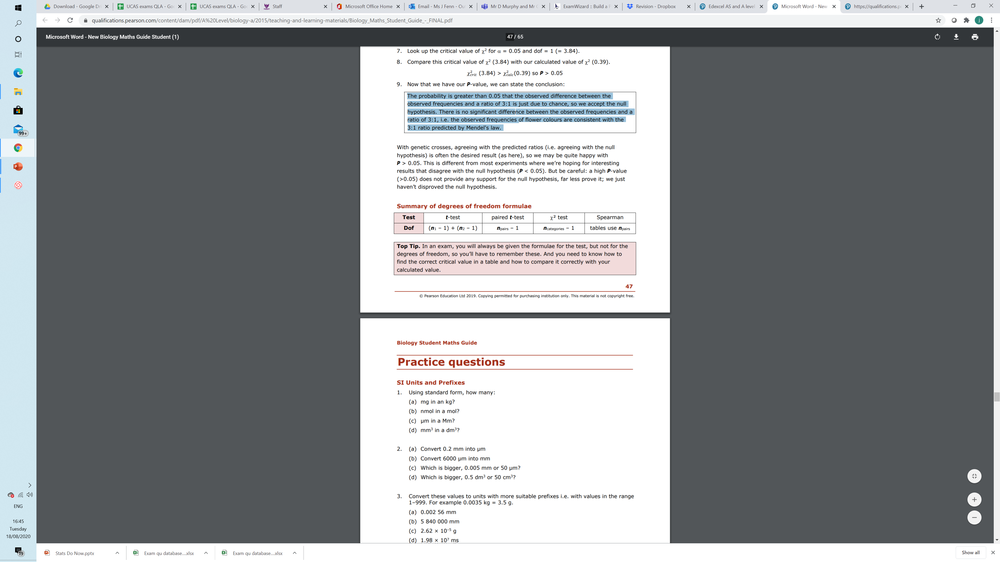 Download - Google Dri
UCAS exams QLA - Goo
UCAS exams QLA - Goo
Staff
Microsoft Office Home
Email - Ms J Fenn - Out
Mr D Murphy and Mr C
ExamWizard :: Build a P
Revision - Dropbox
Edexcel AS and A level
Microsoft Word - New
https://qualifications.pe
qualifications.pearson.com/content/dam/pdf/A%20Level/biology-a/2015/teaching-and-learning-materials/Biology_Maths_Student_Guide_-_FINAL.pdf
j
Microsoft Word - New Biology Maths Guide Student (1)
47 / 65
7. Look up the critical value of χ² for α = 0.05 and dof = 1 (= 3.84).
8. Compare this critical value of χ² (3.84) with our calculated value of χ² (0.39).
χ²crit (3.84) > χ²calc(0.39) so P > 0.05
9. Now that we have our P-value, we can state the conclusion:
The probability is greater than 0.05 that the observed difference between the
observed frequencies and a ratio of 3:1 is just due to chance, so we accept the null
hypothesis. There is no significant difference between the observed frequencies and a
ratio of 3:1, i.e. the observed frequencies of flower colours are consistent with the
3:1 ratio predicted by Mendel's law.
With genetic crosses, agreeing with the predicted ratios (i.e. agreeing with the null
hypothesis) is often the desired result (as here), so we may be quite happy with
P > 0.05. This is different from most experiments where we're hoping for interesting
results that disagree with the null hypothesis (P < 0.05). But be careful: a high P-value
(>0.05) does not provide any support for the null hypothesis, far less prove it; we just
haven't disproved the null hypothesis.
Summary of degrees of freedom formulae
Test t-test paired t-test χ² test Spearman
Dof (n₁ – 1) + (n₂ – 1) npairs – 1 ncategories – 1 tables use npairs
Top Tip. In an exam, you will always be given the formulae for the test, but not for the
degrees of freedom, so you'll have to remember these. And you need to know how to
find the correct critical value in a table and how to compare it correctly with your
calculated value.
47
© Pearson Education Ltd 2019. Copying permitted for purchasing institution only. This material is not copyright free.
Biology Student Maths Guide
Practice questions
SI Units and Prefixes
1. Using standard form, how many:
(a) mg in an kg?
(b) nmol in a mol?
(c) µm in a Mm?
(d) mm³ in a dm³?
2. (a) Convert 0.2 mm into µm
(b) Convert 6000 µm into mm
(c) Which is bigger, 0.005 mm or 50 µm?
(d) Which is bigger, 0.5 dm³ or 50 cm³?
3. Convert these values to units with more suitable prefixes i.e. with values in the range
1–999. For example 0.0035 kg = 3.5 g.
(a) 0.002 56 mm
(b) 5 840 000 mm
(c) 2.62 × 10⁻⁵ g
(d) 1.98 × 10⁷ ms
99+
ENG
16:45
Tuesday
18/08/2020
19
Stats Do Now.pptx
Exam qu database....xlsx
Exam qu database....xlsx
Show all